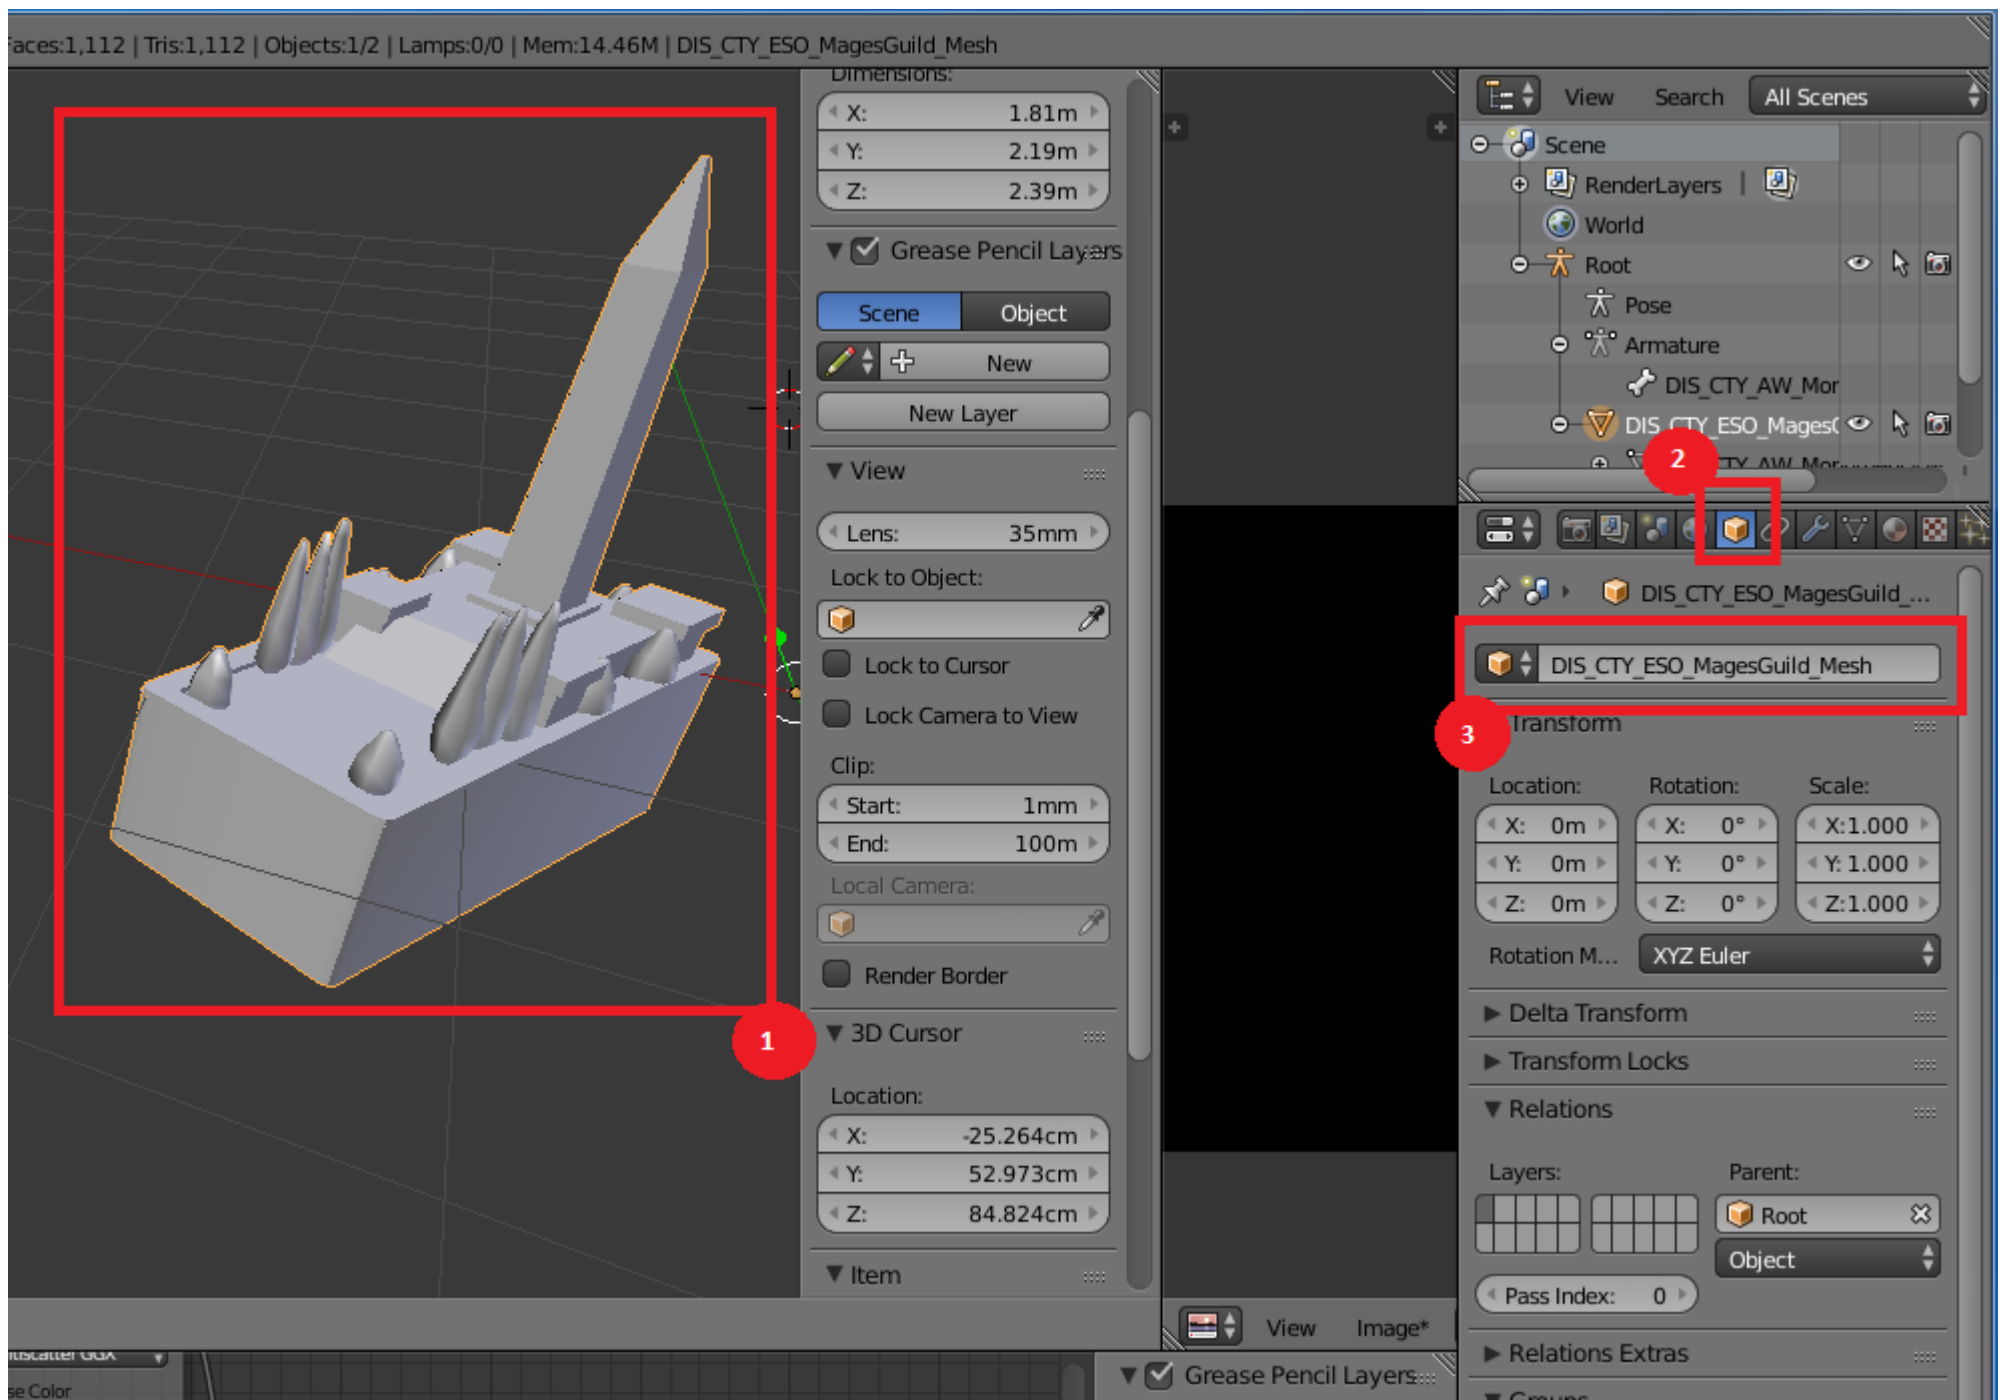 Faces:1,112 | Tris:1,112 | Objects:1/2 | Lamps:0/0 | Mem:14.46M | DIS_CTY_ESO_MagesGuild_Mesh
Dimensions:
X: 1.81m
Y: 2.19m
Z: 2.39m
Grease Pencil Layers
Scene Object
New
New Layer
View
Lens: 35mm
Lock to Object:
Lock to Cursor
Lock Camera to View
Clip:
Start: 1mm
End: 100m
Local Camera:
Render Border
1
3D Cursor
Location:
X: -25.264cm
Y: 52.973cm
Z: 84.824cm
Item
View Image*
Grease Pencil Layers
se Color
View Search All Scenes
Scene
RenderLayers |
World
Root
Pose
Armature
DIS_CTY_AW_Mor
DIS_CTY_ESO_MagesG
2
TY_AW_Mor
DIS_CTY_ESO_MagesGuild_...
DIS_CTY_ESO_MagesGuild_Mesh
3
Transform
Location: Rotation: Scale:
X: 0m X: 0° X:1.000
Y: 0m Y: 0° Y: 1.000
Z: 0m Z: 0° Z:1.000
Rotation M... XYZ Euler
Delta Transform
Transform Locks
Relations
Layers: Parent:
Root
Object
Pass Index: 0
Relations Extras
Groups